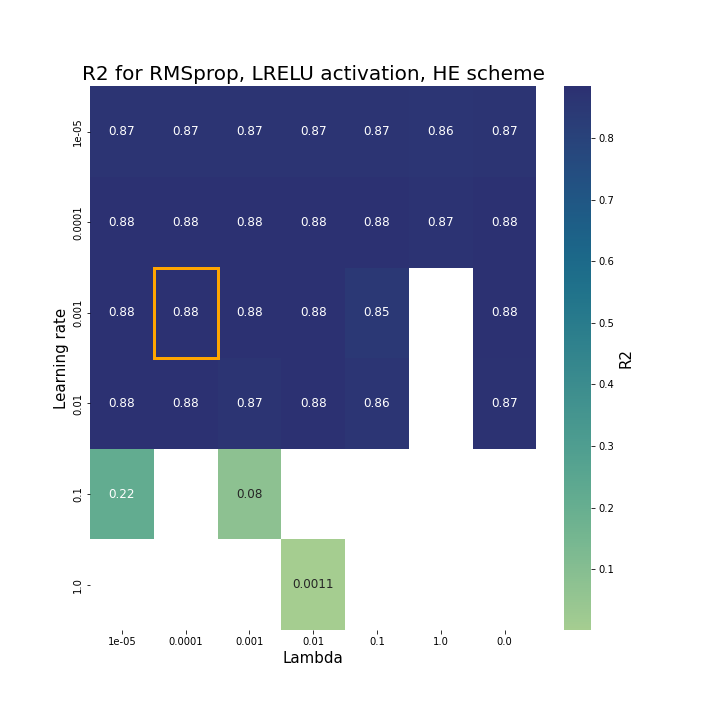 R2 for RMSprop, LRELU activation, HE scheme
Learning rate
1e-05 0.87 0.87 0.87 0.87 0.87 0.86 0.87
0.0001 0.88 0.88 0.88 0.88 0.88 0.87 0.88
0.001 0.88 0.88 0.88 0.88 0.85 0.88
0.01 0.88 0.88 0.87 0.88 0.86 0.87
0.1 0.22 0.08
1.0 0.0011
1e-05 0.0001 0.001 0.01 0.1 1.0 0.0
Lambda
0.8
0.7
0.6
0.5
0.4
0.3
0.2
0.1
R2